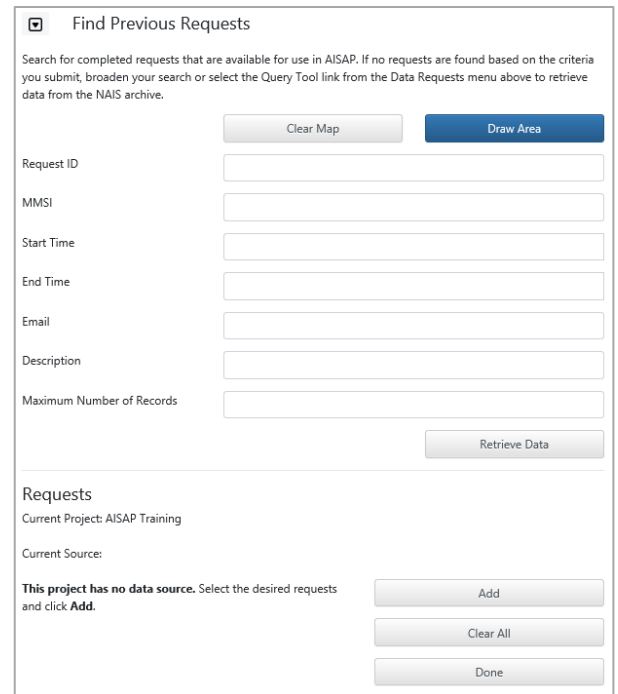 Find Previous Requests
Search for completed requests that are available for use in AISAP. If no requests are found based on the criteria
you submit, broaden your search or select the Query Tool link from the Data Requests menu above to retrieve
data from the NAIS archive.
Clear Map
Draw Area
Request ID
MMSI
Start Time
End Time
Email
Description
Maximum Number of Records
Retrieve Data
Requests
Current Project: AISAP Training
Current Source:
This project has no data source. Select the desired requests
and click Add.
Add
Clear All
Done